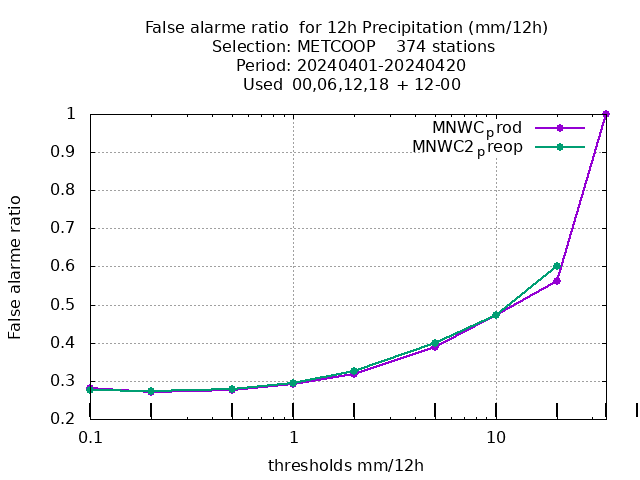 False alarme ratio  for 12h Precipitation (mm/12h)
Selection: METCOOP    374 stations
Period: 20240401-20240420
Used  00,06,12,18  + 12-00
MNWCprod
MNWC2preop
1
0.9
0.8
0.7
0.6
0.5
0.4
0.3
0.2
False alarme ratio
0.1
1
10
thresholds mm/12h